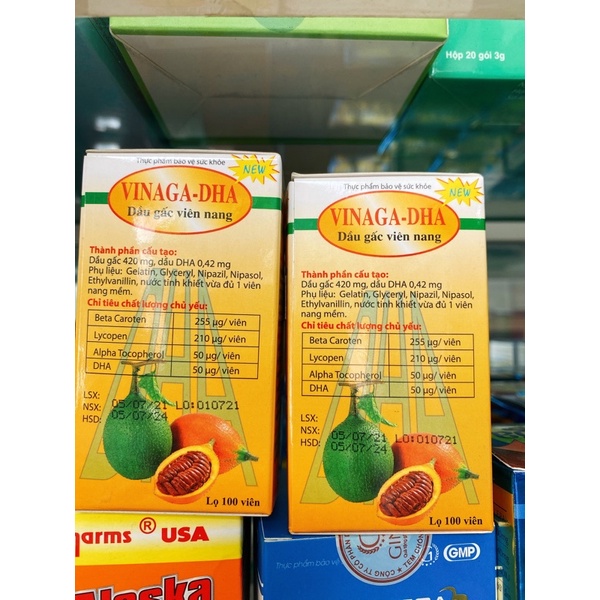 Hộp 20 gói 3g
Thực phẩm bảo vệ sức khỏe
NEW
VINAGA-DHA
Dầu gấc viên nang
Thành phần cấu tạo:
Dầu gấc 420 mg, dầu DHA 0,42 mg
Phụ liệu: Gelatin, Glyceryl, Nipazil, Nipasol,
Ethylvanillin, nước tinh khiết vừa đủ 1 viên
nang mềm.
Chỉ tiêu chất lượng chủ yếu:
Beta Caroten 255 µg/ viên
Lycopen 210 µg/ viên
Alpha Tocopherol 50 µg/ viên
DHA 50 µg/ viên
LSX:
NSX: 05/07/21 LO:010721
HSD: 05/07/24
Lọ 100 viên
Thực phẩm bảo vệ sức khỏe
NEW
VINAGA-DHA
Dầu gấc viên nang
Thành phần cấu tạo:
Dầu gấc 420 mg, dầu DHA 0,42 mg
Phụ liệu: Gelatin, Glyceryl, Nipazil, Nipasol,
Ethylvanillin, nước tinh khiết vừa đủ 1 viên
nang mềm.
Chỉ tiêu chất lượng chủ yếu:
Beta Caroten 255 µg/ viên
Lycopen 210 µg/ viên
Alpha Tocopherol 50 µg/ viên
DHA 50 µg/ viên
LSX:
NSX: 05/07/21 LO:010721
HSD: 05/07/24
Lọ 100 viên
arms ® USA
Alaska
Thực phẩm bảo vệ
GMP